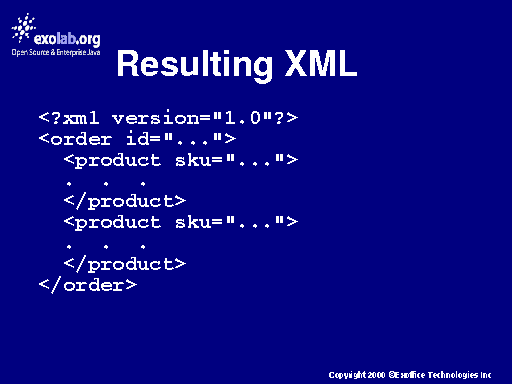 exolab.org
Open Source & Enterprise Java
Resulting XML
<?xml version="1.0"?>
<order id="...">
<product sku="...">
. . .
</product>
<product sku="...">
. . .
</product>
</order>
Copyright 2000 ©Exoffice Technologies Inc